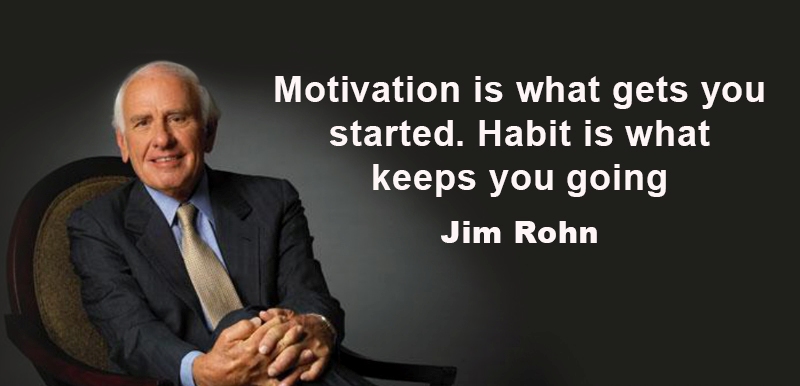 Motivation is what gets you
started. Habit is what
keeps you going
Jim Rohn